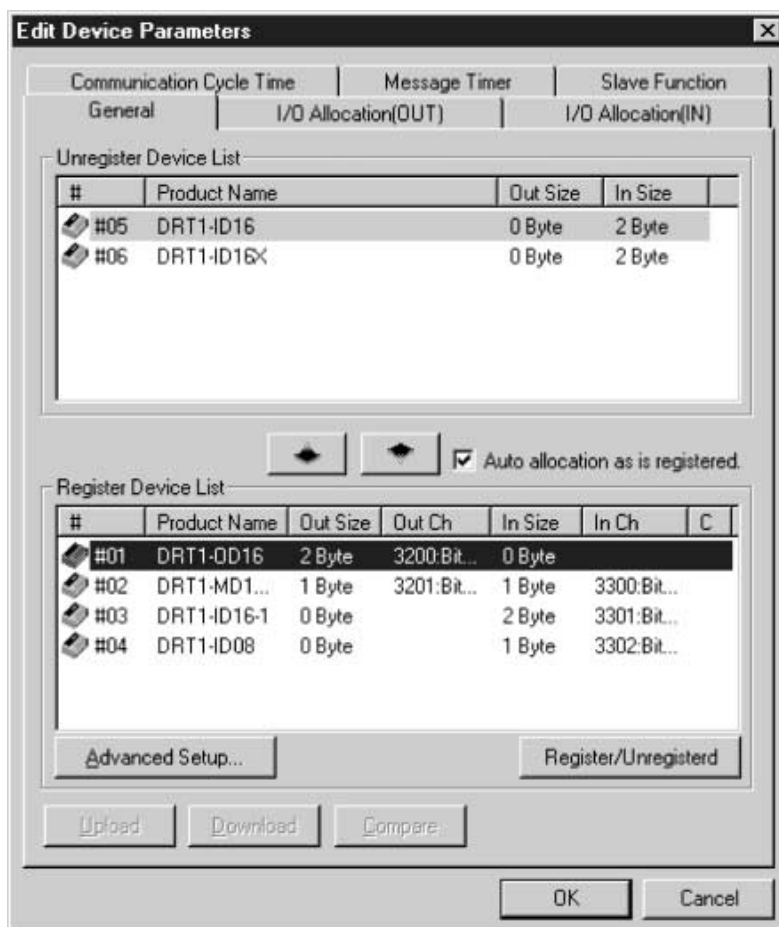 Edit Device Parameters
Communication Cycle Time Message Timer Slave Function
General I/O Allocation(OUT) I/O Allocation(IN)
Unregister Device List
# Product Name Out Size In Size
#05 DRT1-ID16 0 Byte 2 Byte
#06 DRT1-ID16X 0 Byte 2 Byte
Auto allocation as is registered.
Register Device List
# Product Name Out Size Out Ch In Size In Ch C
#01 DRT1-OD16 2 Byte 3200:Bit... 0 Byte
#02 DRT1-MD1... 1 Byte 3201:Bit... 1 Byte 3300:Bit...
#03 DRT1-ID16-1 0 Byte 2 Byte 3301:Bit...
#04 DRT1-ID08 0 Byte 1 Byte 3302:Bit...
Advanced Setup... Register/Unregisterd
Upload Download Compare
OK Cancel